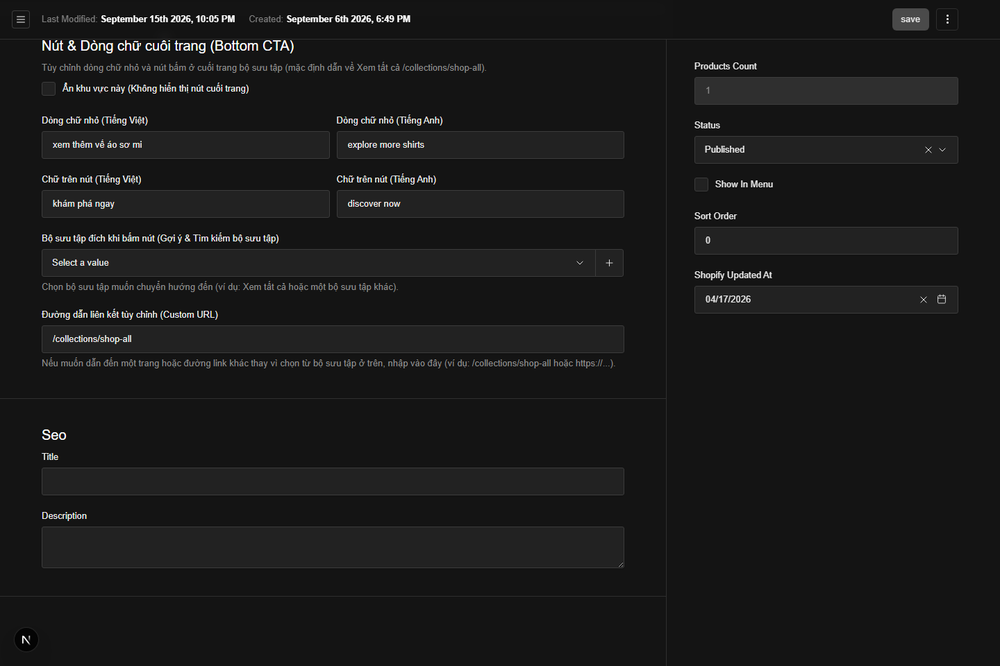 Last Modified: September 15th 2026, 10:05 PM Created: September 6th 2026, 6:49 PM
save
Nút & Dòng chữ cuối trang (Bottom CTA)
Tùy chỉnh dòng chữ nhỏ và nút bấm ở cuối trang bộ sưu tập (mặc định dẫn về Xem tất cả /collections/shop-all).
Ẩn khu vực này (Không hiển thị nút cuối trang)
Dòng chữ nhỏ (Tiếng Việt)
xem thêm về áo sơ mi
Dòng chữ nhỏ (Tiếng Anh)
explore more shirts
Chữ trên nút (Tiếng Việt)
khám phá ngay
Chữ trên nút (Tiếng Anh)
discover now
Bộ sưu tập đích khi bấm nút (Gợi ý & Tìm kiếm bộ sưu tập)
Select a value
Chọn bộ sưu tập muốn chuyển hướng đến (ví dụ: Xem tất cả hoặc một bộ sưu tập khác).
Đường dẫn liên kết tùy chỉnh (Custom URL)
/collections/shop-all
Nếu muốn dẫn đến một trang hoặc đường link khác thay vì chọn từ bộ sưu tập ở trên, nhập vào đây (ví dụ: /collections/shop-all hoặc https://...).
Seo
Title
Description
Products Count
1
Status
Published
Show In Menu
Sort Order
0
Shopify Updated At
04/17/2026
N